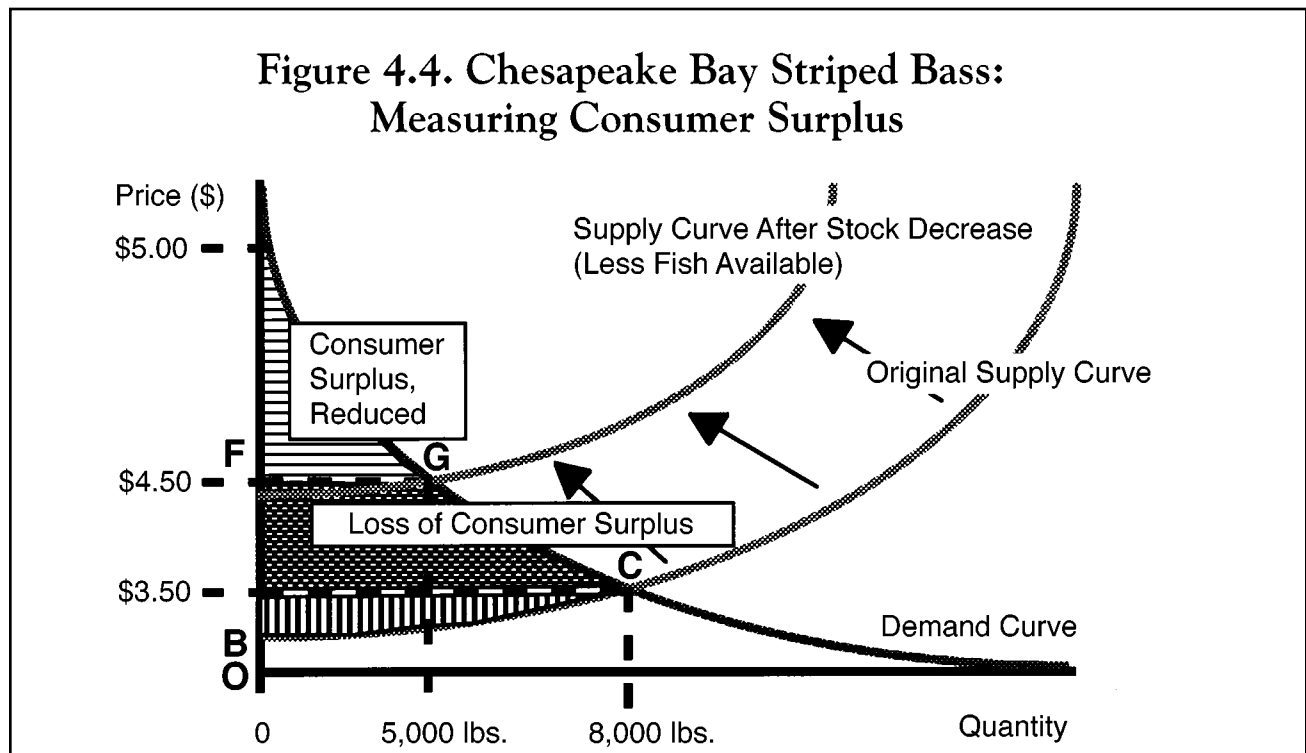 Figure 4.4. Chesapeake Bay Striped Bass:
Measuring Consumer Surplus
Price ($)
$5.00
Supply Curve After Stock Decrease
(Less Fish Available)
Consumer
Surplus,
Reduced
Original Supply Curve
F
G
$4.50
Loss of Consumer Surplus
C
$3.50
B
Demand Curve
O
0
5,000 lbs.
8,000 lbs.
Quantity